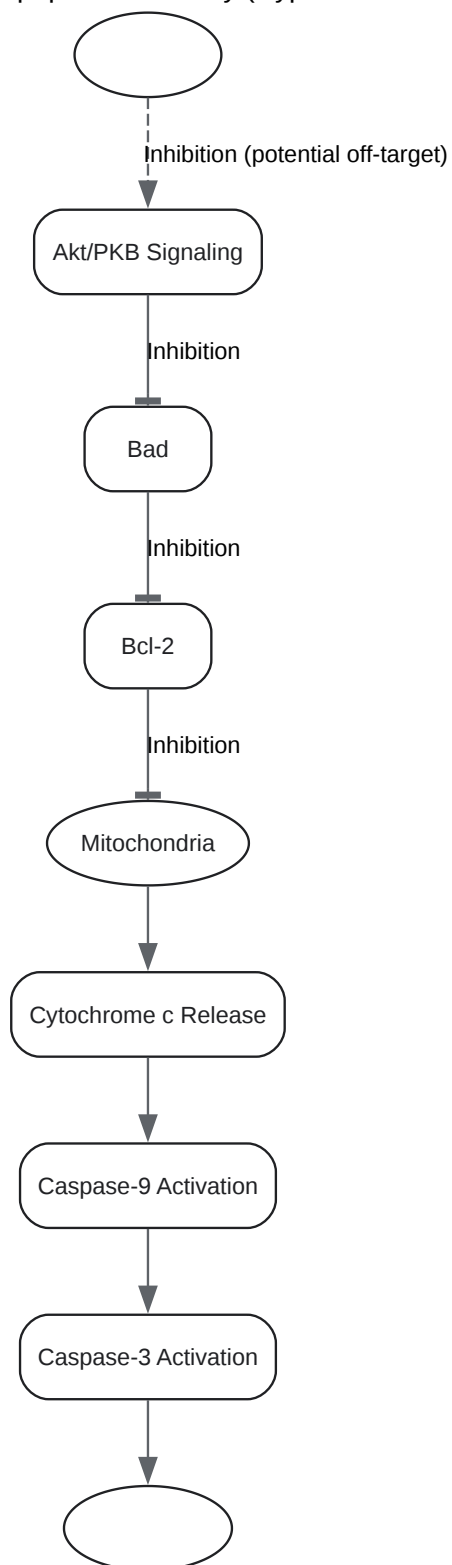 Inhibition (potential off-target)
Akt/PKB Signaling
Inhibition
Bad
Inhibition
Bcl-2
Inhibition
Mitochondria
Cytochrome c Release
Caspase-9 Activation
Caspase-3 Activation